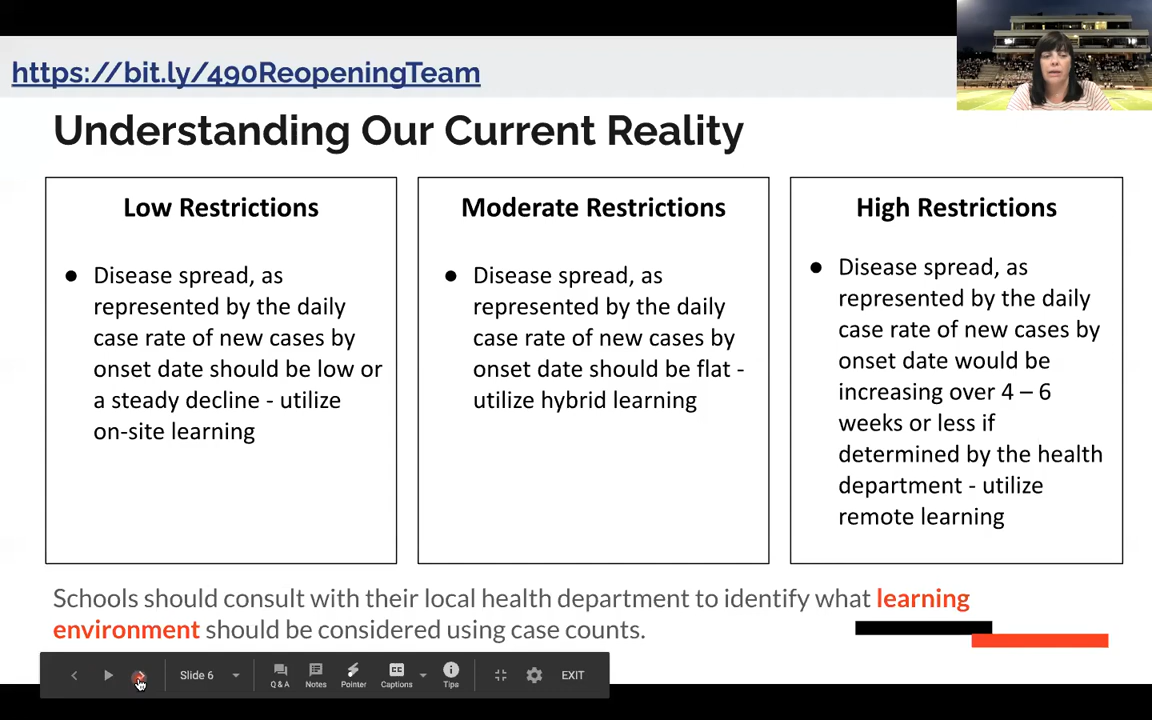 https://bit.ly/490ReopeningTeam
Understanding Our Current Reality
Low Restrictions
● Disease spread, as
represented by the daily
case rate of new cases by
onset date should be low or
a steady decline - utilize
on-site learning
Moderate Restrictions
● Disease spread, as
represented by the daily
case rate of new cases by
onset date should be flat -
utilize hybrid learning
High Restrictions
● Disease spread, as
represented by the daily
case rate of new cases by
onset date would be
increasing over 4 – 6
weeks or less if
determined by the health
department - utilize
remote learning
Schools should consult with their local health department to identify what learning
environment should be considered using case counts.
Slide 6
Q & A
Notes
Pointer
CC
Captions
Tips
EXIT